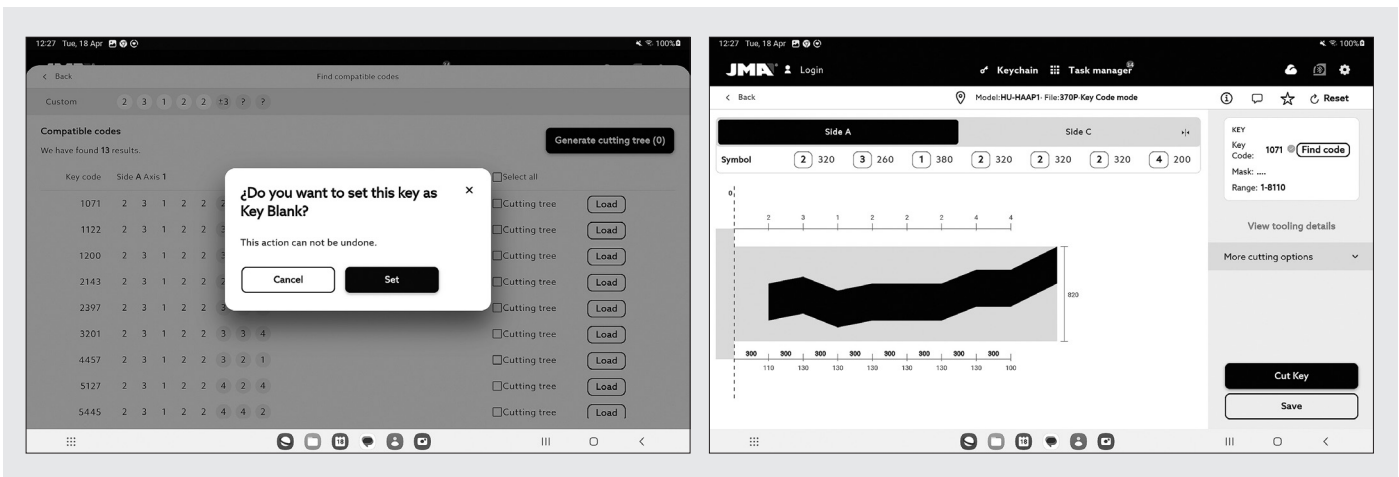 12:27 Tue, 18 Apr
100%
Back
Find compatible codes
Custom 2 3 1 2 2 ±3 ? ?
Compatible codes
We have found 13 results.
Generate cutting tree (0)
Key code Side A Axis 1
Select all
1071 2 3 1 2 2 Cutting tree Load
1122 2 3 1 2 2 Cutting tree Load
1200 2 3 1 2 2 Cutting tree Load
2143 2 3 1 2 2 Cutting tree Load
2397 2 3 1 2 2 Cutting tree Load
3201 2 3 1 2 2 3 3 4 Cutting tree Load
4457 2 3 1 2 2 3 2 1 Cutting tree Load
5127 2 3 1 2 2 4 2 4 Cutting tree Load
5445 2 3 1 2 2 4 4 2 Cutting tree Load
¿Do you want to set this key as
Key Blank?
This action can not be undone.
Cancel Set
18
12:27 Tue, 18 Apr
100%
JMA Login Keychain Task manager
Back
Model:HU-HAAP1- File:370P-Key Code mode
Reset
Side A Side C
Symbol 2 320 3 260 1 380 2 320 2 320 2 320 4 200
KEY
Key
Code: 1071 Find code
Mask: ....
Range: 1-8110
View tooling details
More cutting options
0
2 3 1 2 2 2 4 4
820
300 300 300 300 300 300 300 300
110 130 130 130 130 130 130 100
Cut Key
Save
18